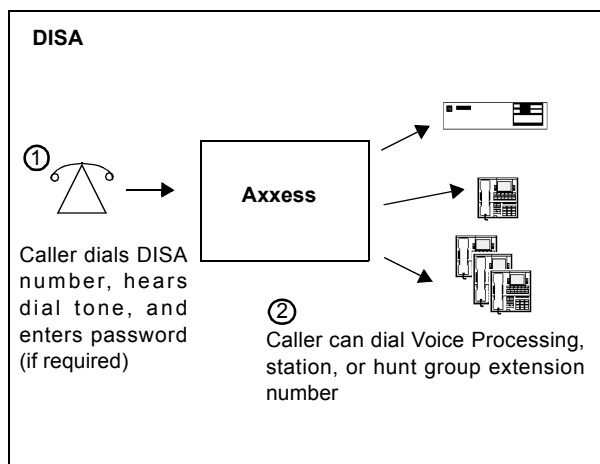 DISA
1
Axxess
Caller dials DISA
number, hears
dial tone, and
enters password
(if required)
2
Caller can dial Voice Processing,
station, or hunt group extension
number